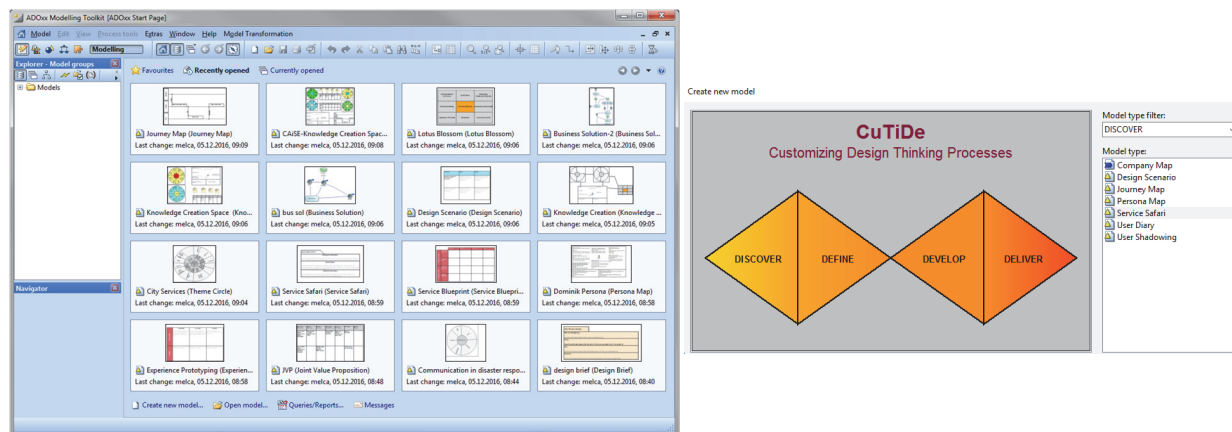 ADOxx Modelling Toolkit [ADOxx Start Page]
Model Edit View Process tools Extras Window Help Model Transformation
Modelling
Explorer - Model groups
Models
Navigator
Favourites Recently opened Currently opened
Journey Map (Journey Map)
Last change: melca, 05.12.2016, 09:09
CAiSE-Knowledge Creation Spac...
Last change: melca, 05.12.2016, 09:08
Lotus Blossom (Lotus Blossom)
Last change: melca, 05.12.2016, 09:06
Business Solution-2 (Business Sol...
Last change: melca, 05.12.2016, 09:06
Knowledge Creation Space (Kno...
Last change: melca, 05.12.2016, 09:06
bus sol (Business Solution)
Last change: melca, 05.12.2016, 09:06
Design Scenario (Design Scenario)
Last change: melca, 05.12.2016, 09:06
Knowledge Creation (Knowledge ...
Last change: melca, 05.12.2016, 09:05
City Services (Theme Circle)
Last change: melca, 05.12.2016, 09:04
Service Safari (Service Safari)
Last change: melca, 05.12.2016, 08:59
Service Blueprint (Service Bluepri...
Last change: melca, 05.12.2016, 08:59
Dominik Persona (Persona Map)
Last change: melca, 05.12.2016, 08:58
Experience Prototyping (Experien...
Last change: melca, 05.12.2016, 08:58
JVP (Joint Value Proposition)
Last change: melca, 05.12.2016, 08:48
Communication in disaster respo...
Last change: melca, 05.12.2016, 08:44
design brief (Design Brief)
Last change: melca, 05.12.2016, 08:40
Create new model... Open model... Queries/Reports... Messages
Create new model
CuTiDe
Customizing Design Thinking Processes
DISCOVER DEFINE DEVELOP DELIVER
Model type filter:
DISCOVER
Model type:
Company Map
Design Scenario
Journey Map
Persona Map
Service Safari
User Diary
User Shadowing